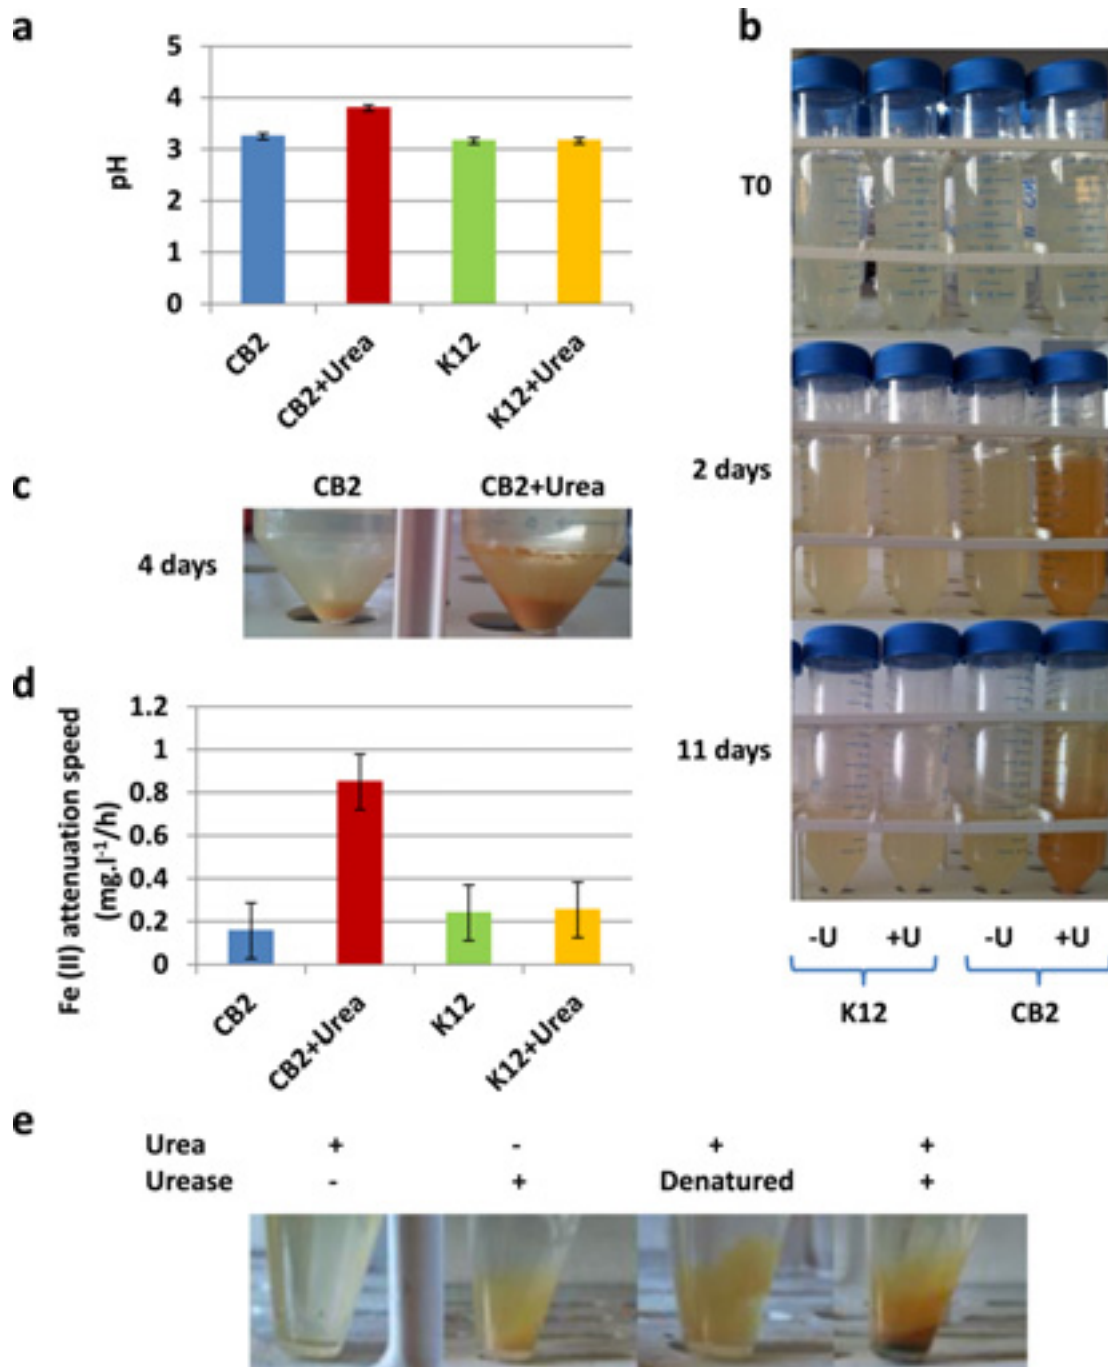 a
pH
5
4
3
2
1
0
CB2
CB2+Urea
K12
K12+Urea
b
T0
2 days
11 days
-U +U -U +U
K12 CB2
c
CB2 CB2+Urea
4 days
d
Fe (II) attenuation speed
(mg.l⁻¹/h)
1.2
1
0.8
0.6
0.4
0.2
0
CB2
CB2+Urea
K12
K12+Urea
e
Urea + - + +
Urease - + Denatured +